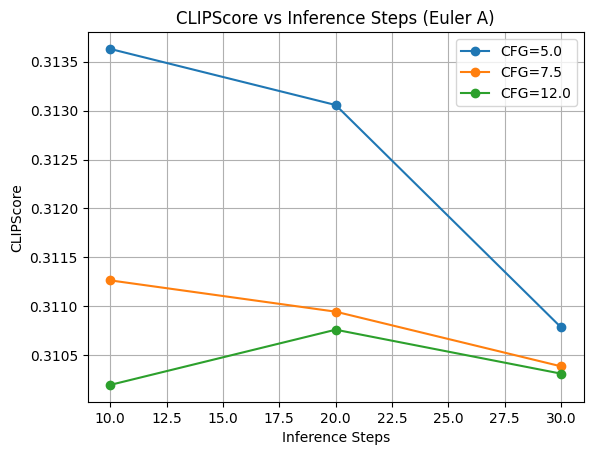 CLIPScore vs Inference Steps (Euler A)
CFG=5.0
CFG=7.5
CFG=12.0
CLIPScore
0.3135
0.3130
0.3125
0.3120
0.3115
0.3110
0.3105
10.0 12.5 15.0 17.5 20.0 22.5 25.0 27.5 30.0
Inference Steps